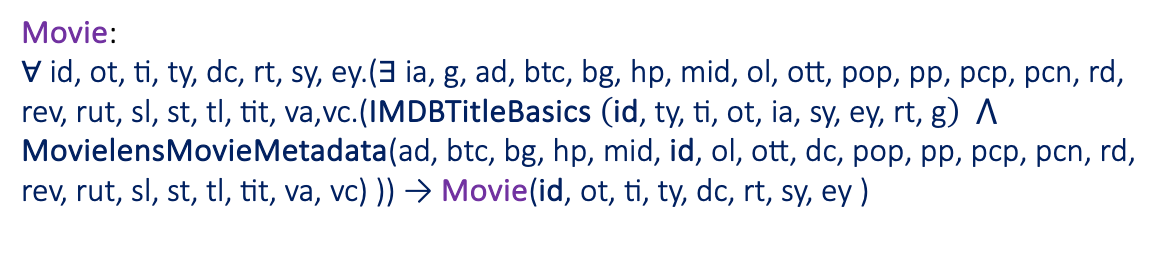 Movie:
∀ id, ot, ti, ty, dc, rt, sy, ey.(∃ ia, g, ad, btc, bg, hp, mid, ol, ott, pop, pp, pcp, pcn, rd,
rev, rut, sl, st, tl, tit, va,vc.(IMDBTitleBasics (id, ty, ti, ot, ia, sy, ey, rt, g) ⋀
MovielensMovieMetadata(ad, btc, bg, hp, mid, id, ol, ott, dc, pop, pp, pcp, pcn, rd,
rev, rut, sl, st, tl, tit, va, vc) )) → Movie(id, ot, ti, ty, dc, rt, sy, ey )